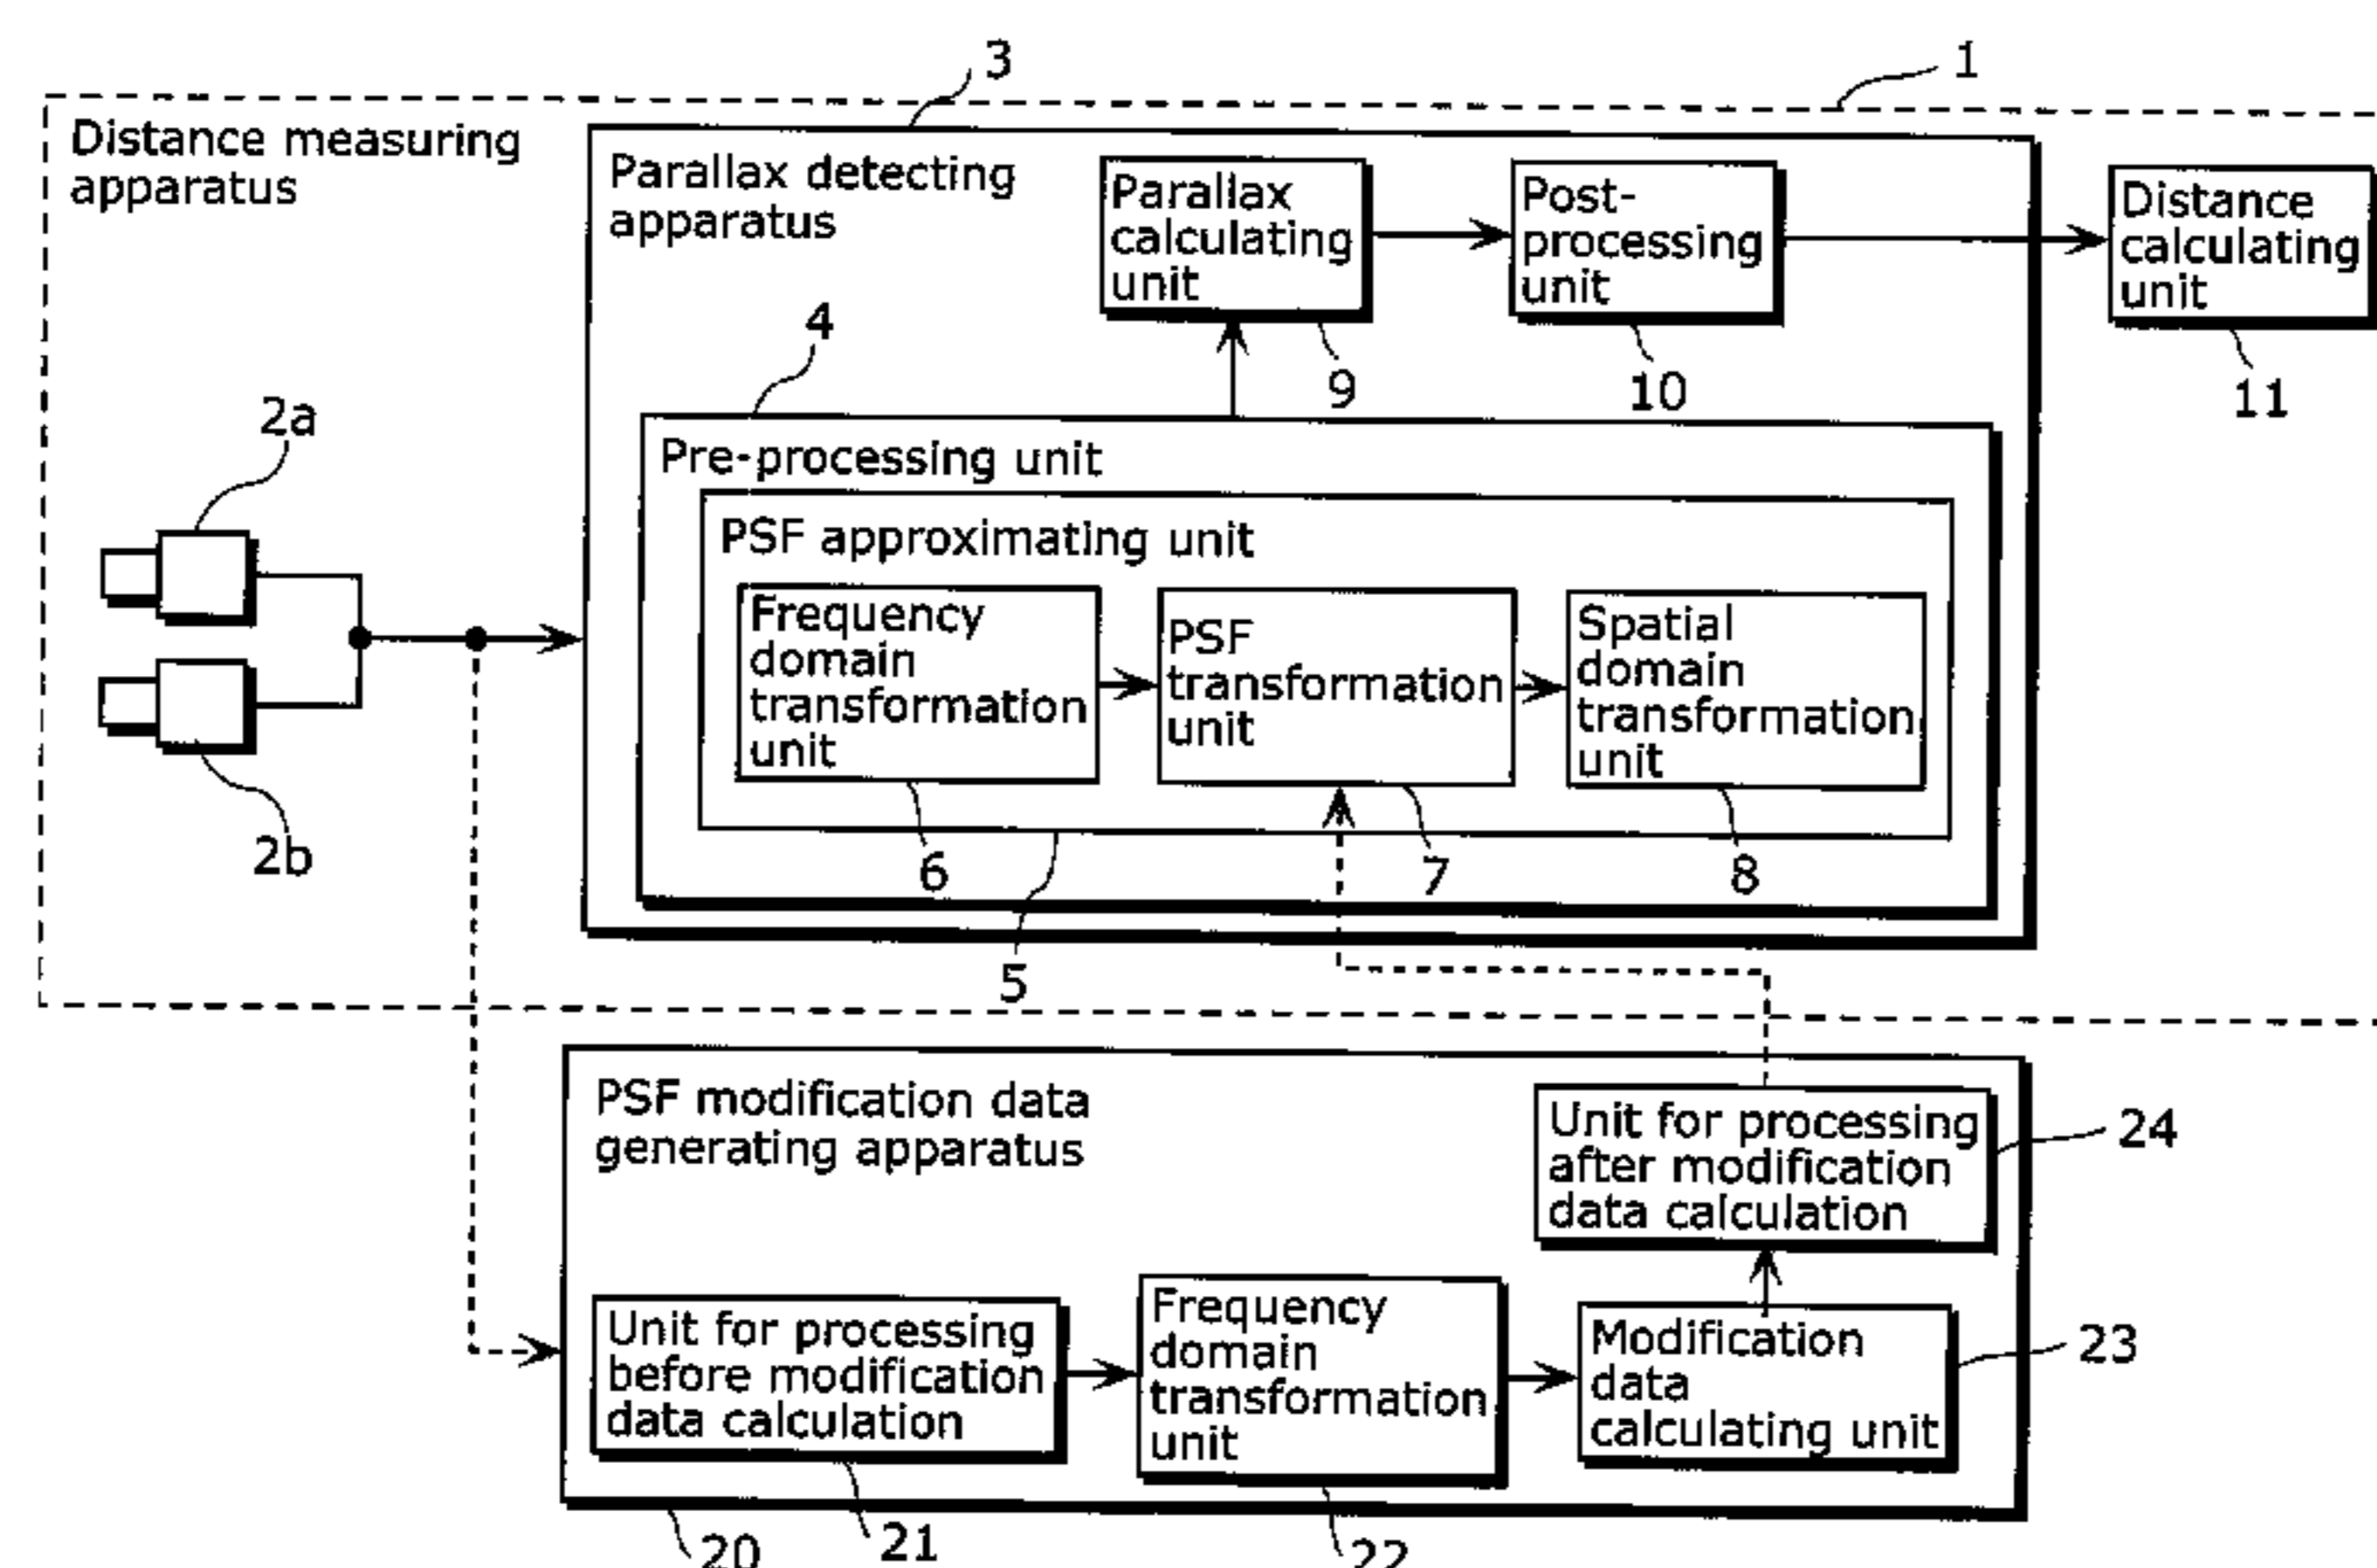 3
1
Distance measuring
apparatus
Parallax detecting
apparatus
Parallax
calculating
unit
Post-
processing
unit
Distance
calculating
unit
4
9
10
11
2a
Pre-processing unit
PSF approximating unit
Frequency
domain
transformation
unit
PSF
transformation
unit
Spatial
domain
transformation
unit
2b
6
7
8
5
PSF modification data
generating apparatus
Unit for processing
after modification
data calculation
24
Unit for processing
before modification
data calculation
Frequency
domain
transformation
unit
Modification
data
calculating unit
23
20
21
22